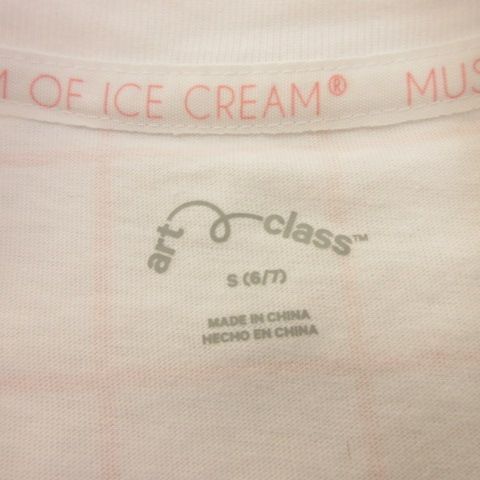 M OF ICE CREAM® MUS
art class™
S (6/7)
MADE IN CHINA
HECHO EN CHINA